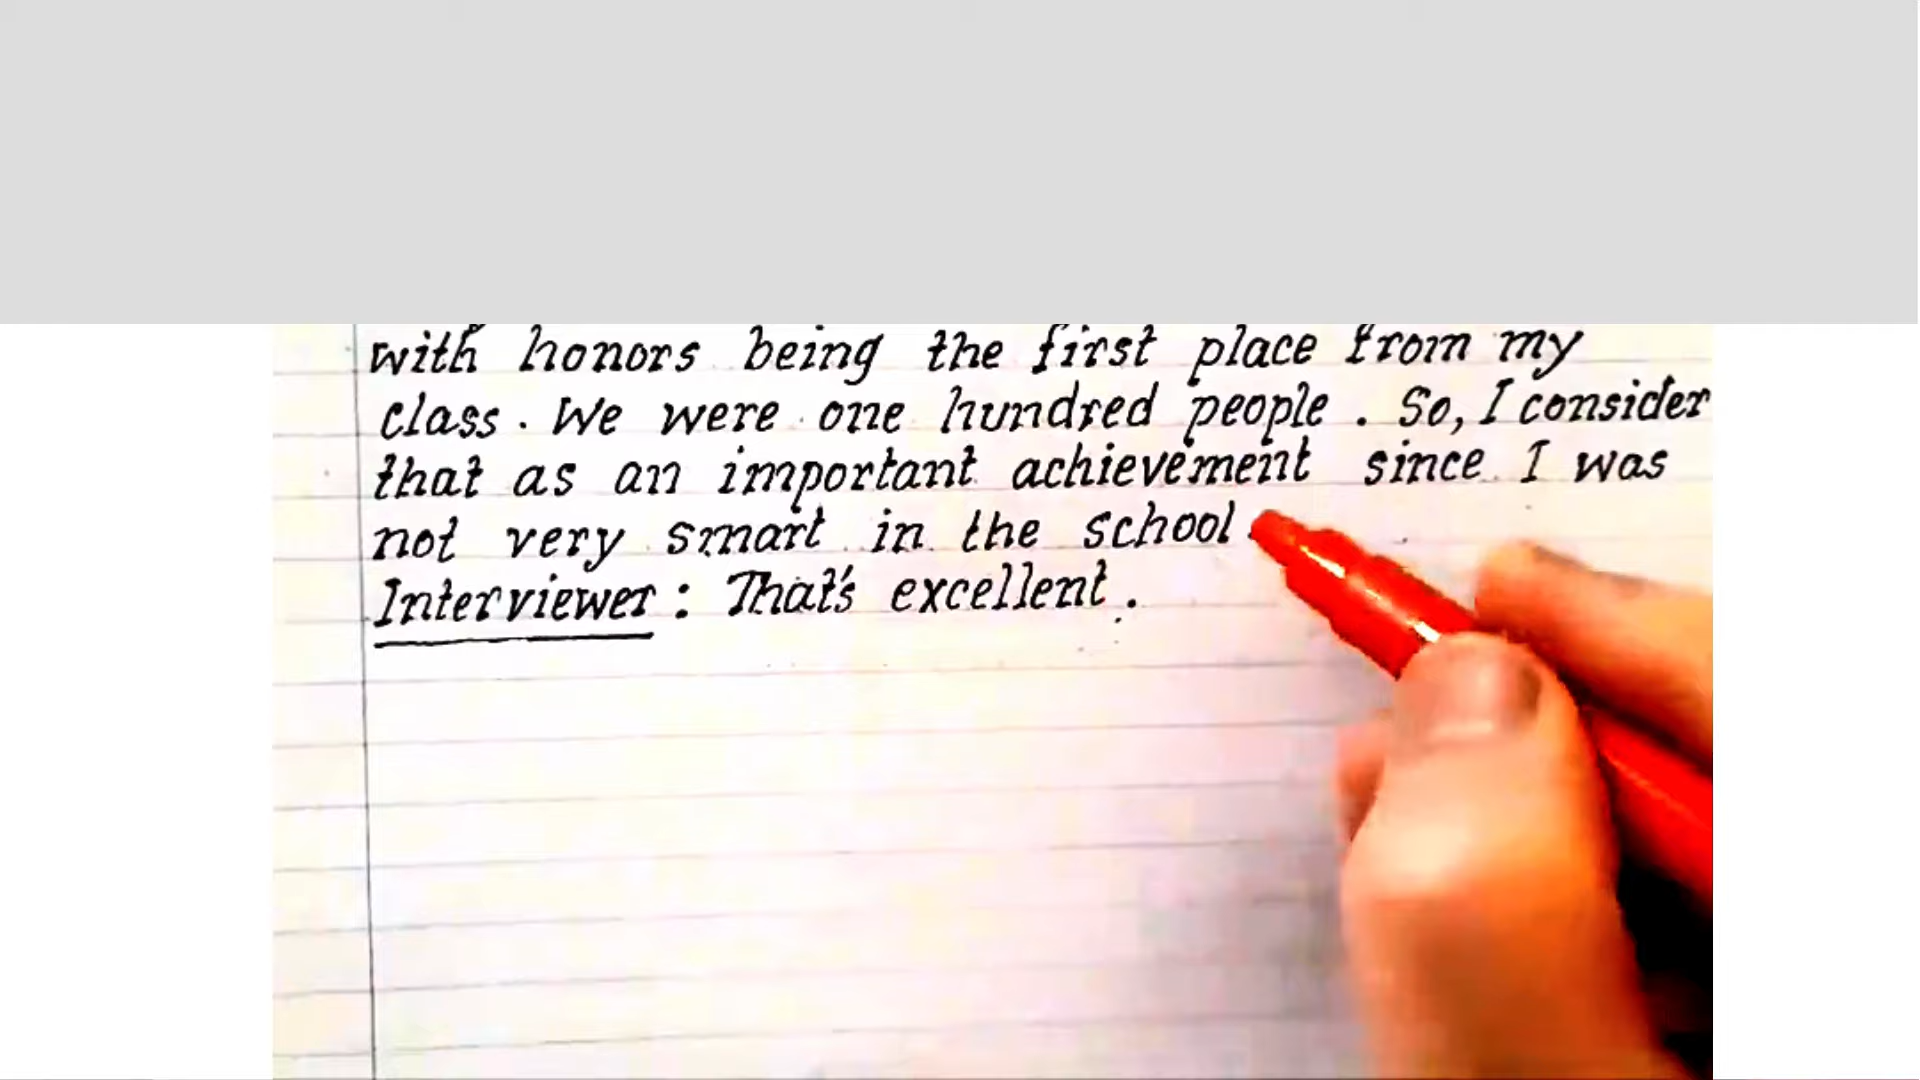 with honors being the first place from my
class. We were one hundred people. So, I consider
that as an important achievement since I was
not very smart in the school.
Interviewer: That's excellent.